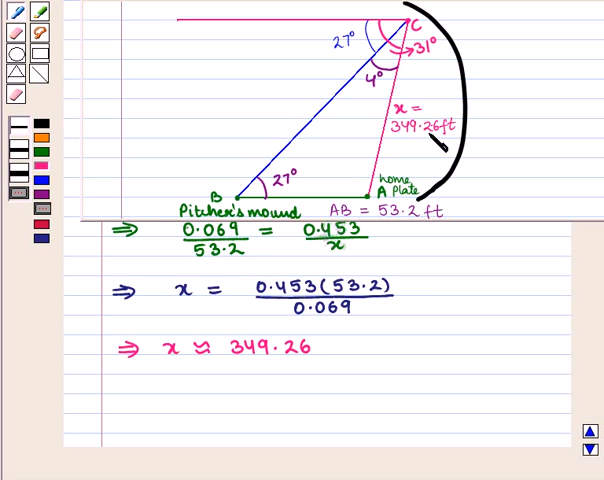 C
27°
31°
4°
x =
349.26ft
27°
home
B
A Plate
Pitcher's mound
AB = 53.2 ft
⇒ 0.069 / 53.2 = 0.453 / x
⇒ x = 0.453(53.2) / 0.069
⇒ x ≈ 349.26